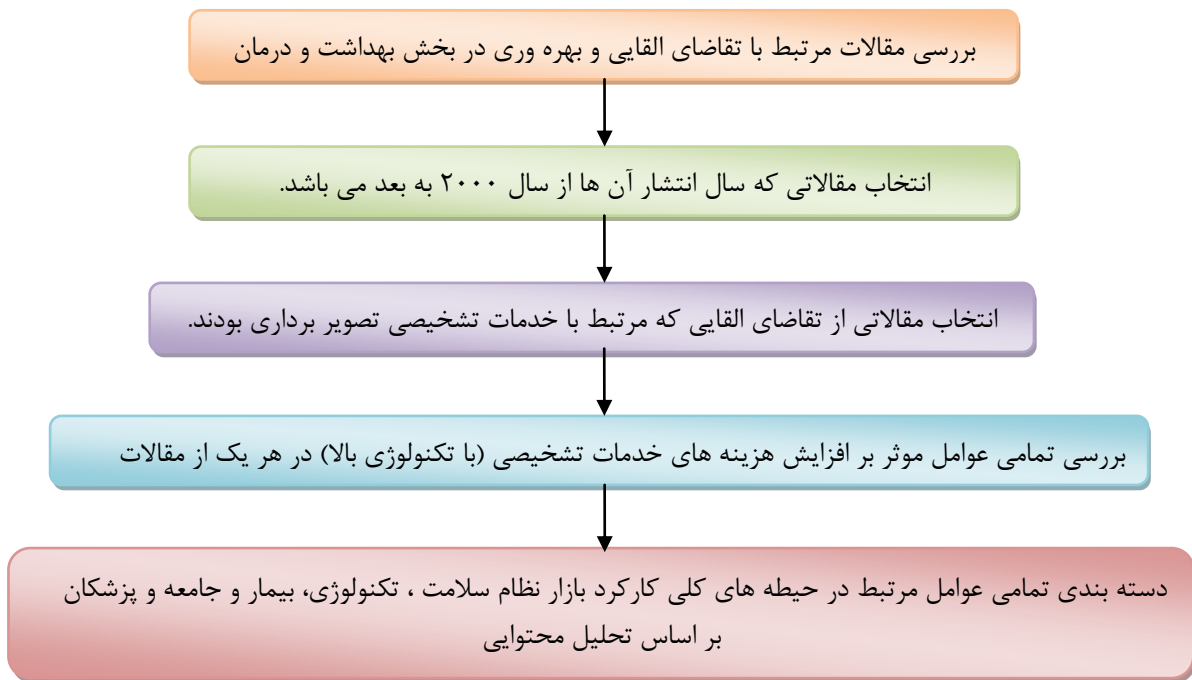 بررسی مقالات مرتبط با تقاضای القایی و بهره وری در بخش بهداشت و درمان
انتخاب مقالاتی که سال انتشار آن ها از سال ۲۰۰۰ به بعد می باشد.
انتخاب مقالاتی از تقاضای القایی که مرتبط با خدمات تشخیصی تصویر برداری بودند.
بررسی تمامی عوامل موثر بر افزایش هزینه های خدمات تشخیصی (با تکنولوژی بالا) در هر یک از مقالات
دسته بندی تمامی عوامل مرتبط در حیطه های کلی کارکرد بازار نظام سلامت ، تکنولوژی، بیمار و جامعه و پزشکان
بر اساس تحلیل محتوایی